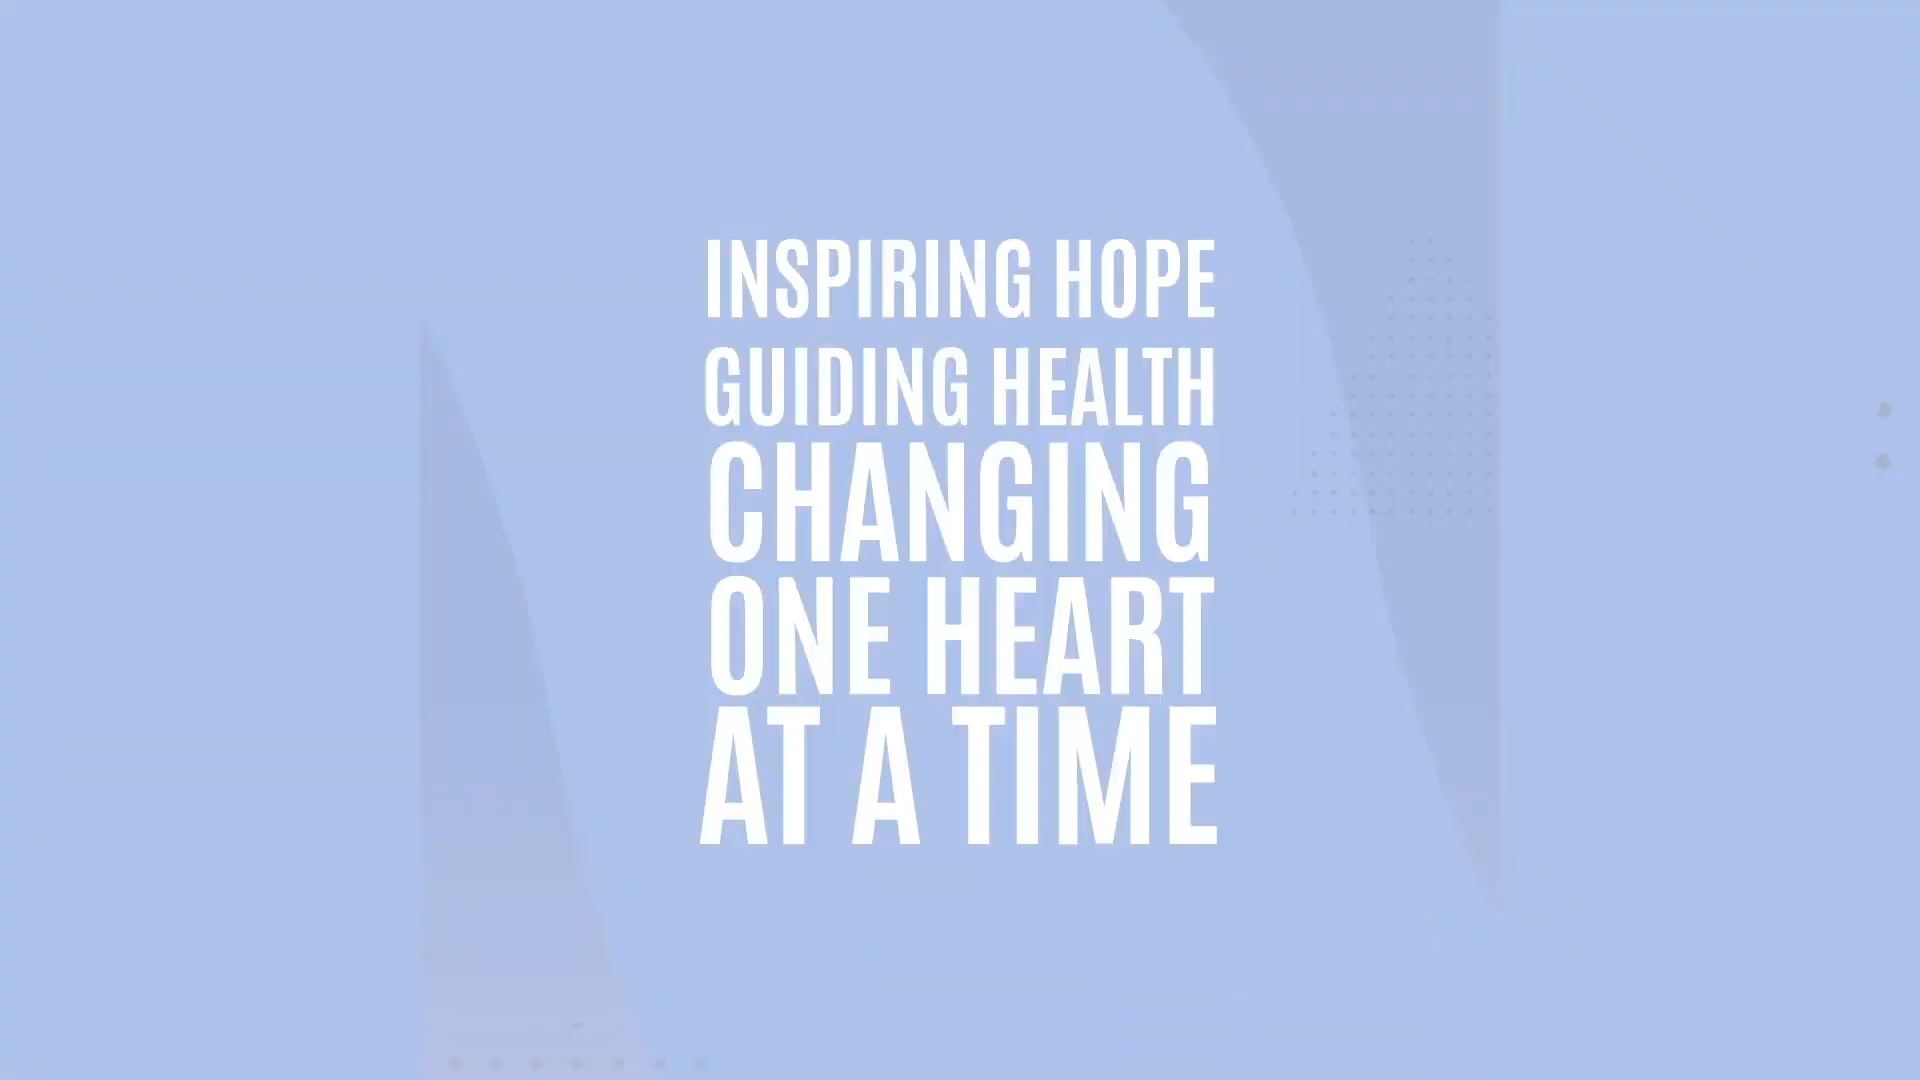 INSPIRING HOPE
GUIDING HEALTH
CHANGING
ONE HEART
AT A TIME